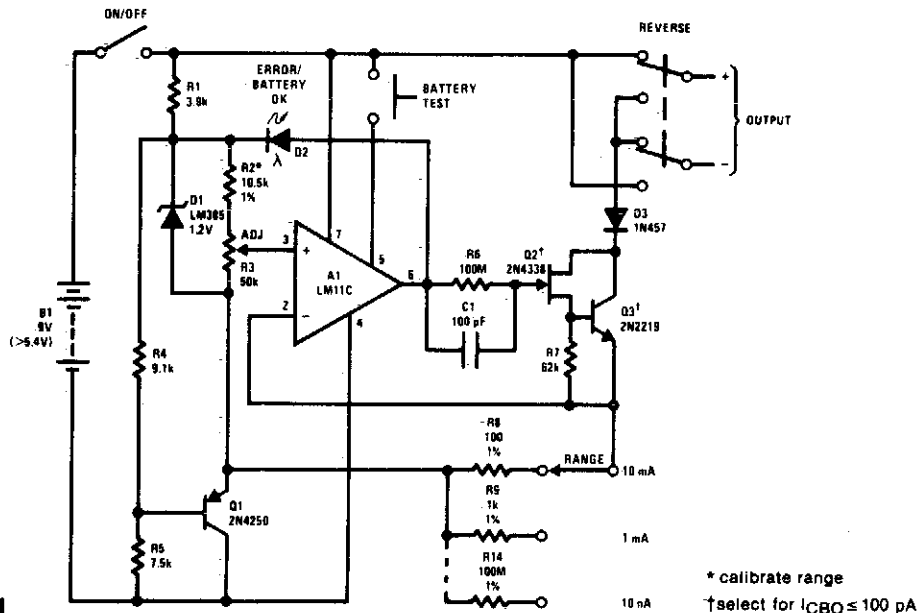 ON/OFF
REVERSE
R1
3.9k
ERROR/
BATTERY
OK
BATTERY
TEST
+
OUTPUT
−
D2
λ
R2*
10.5k
1%
D1
LM385
1.2V
ADJ
R3
50k
3
+
7
5
A1
LM11C
6
2
−
4
R6
100M
C1
100 pF
Q2†
2N4338
D3
1N457
Q3†
2N2219
R7
62k
B1
9V
(>5.4V)
R4
9.1k
R8
100
1%
RANGE
10 mA
R9
1k
1%
1 mA
Q1
2N4250
R5
7.5k
R14
100M
1%
10 nA
* calibrate range
†select for ICBO ≤ 100 pA